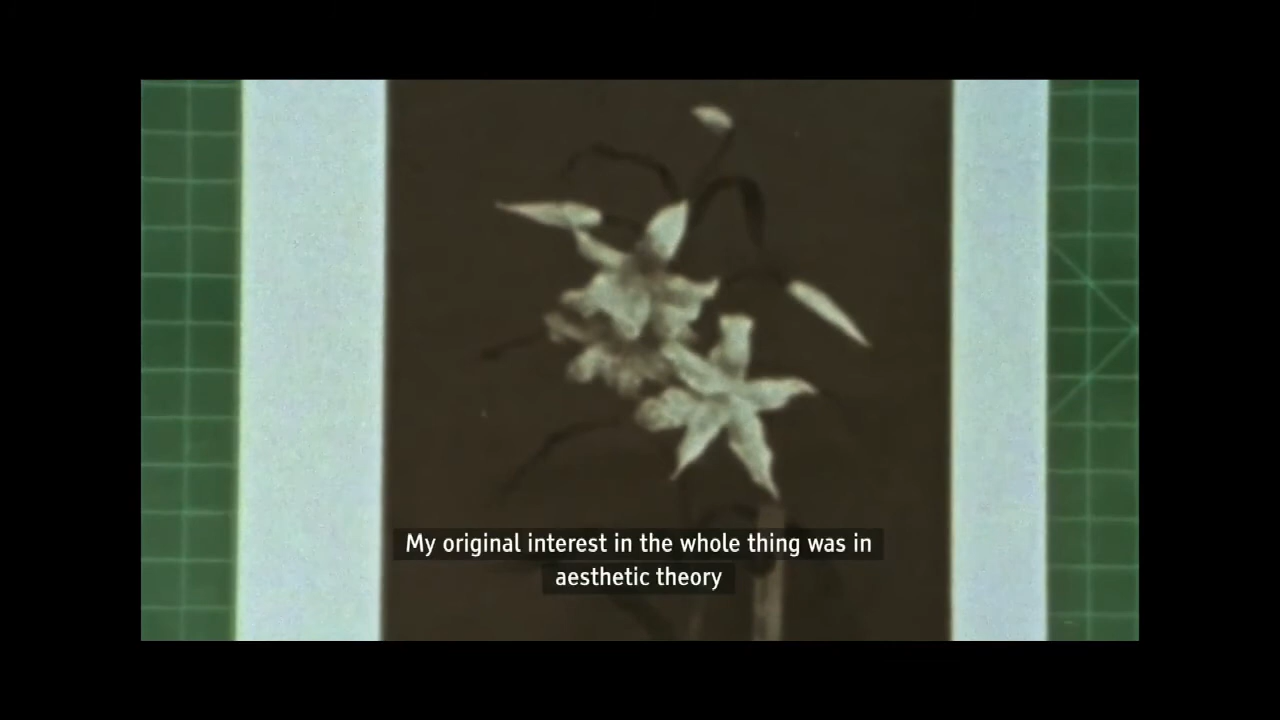 My original interest in the whole thing was in
aesthetic theory